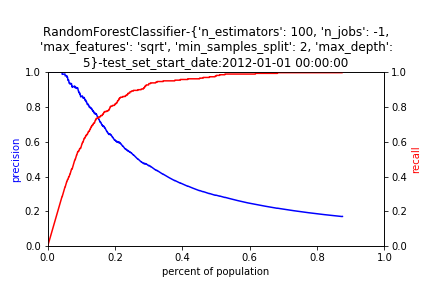 RandomForestClassifier-{'n_estimators': 100, 'n_jobs': -1,
'max_features': 'sqrt', 'min_samples_split': 2, 'max_depth':
5}-test_set_start_date:2012-01-01 00:00:00
1.0
0.8
0.6
0.4
0.2
0.0
precision
1.0
0.8
0.6
0.4
0.2
0.0
recall
0.0 0.2 0.4 0.6 0.8 1.0
percent of population